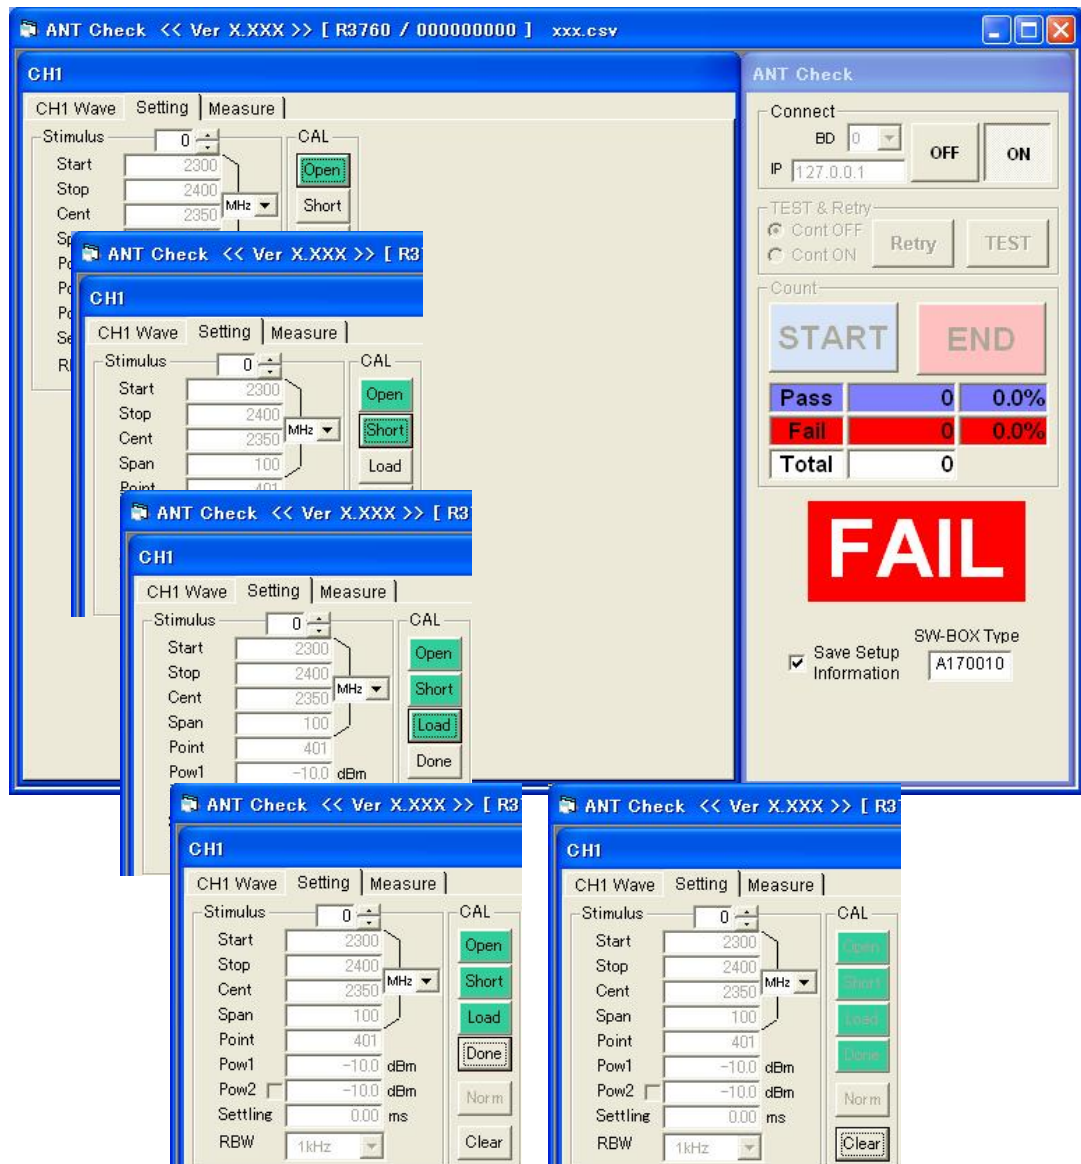 ANT Check << Ver X.XXX >> [ R3760 / 000000000 ] xxx.csv
CH1
CH1 Wave Setting Measure
Stimulus 0
Start 2300
Stop 2400
Cent 2350
MHz
CAL
Open
Short
ANT Check
Connect
BD 0
IP 127.0.0.1
OFF ON
TEST & Retry
Cont OFF
Cont ON
Retry TEST
Count
START END
Pass 0 0.0%
Fail 0 0.0%
Total 0
FAIL
Save Setup
Information
SW-BOX Type
A170010
ANT Check << Ver X.XXX >> [ R3
CH1
CH1 Wave Setting Measure
Stimulus 0
Start 2300
Stop 2400
Cent 2350
Span 100
Point 401
MHz
CAL
Open
Short
Load
ANT Check << Ver X.XXX >> [ R3
CH1
CH1 Wave Setting Measure
Stimulus 0
Start 2300
Stop 2400
Cent 2350
Span 100
Point 401
Pow1 -10.0 dBm
MHz
CAL
Open
Short
Load
Done
ANT Check << Ver X.XXX >> [ R3
CH1
CH1 Wave Setting Measure
Stimulus 0
Start 2300
Stop 2400
Cent 2350
Span 100
Point 401
Pow1 -10.0 dBm
Pow2 -10.0 dBm
Settling 0.00 ms
RBW 1kHz
MHz
CAL
Open
Short
Load
Done
Norm
Clear
ANT Check << Ver X.XXX >> [ R3
CH1
CH1 Wave Setting Measure
Stimulus 0
Start 2300
Stop 2400
Cent 2350
Span 100
Point 401
Pow1 -10.0 dBm
Pow2 -10.0 dBm
Settling 0.00 ms
RBW 1kHz
MHz
CAL
Open
Short
Load
Done
Norm
Clear